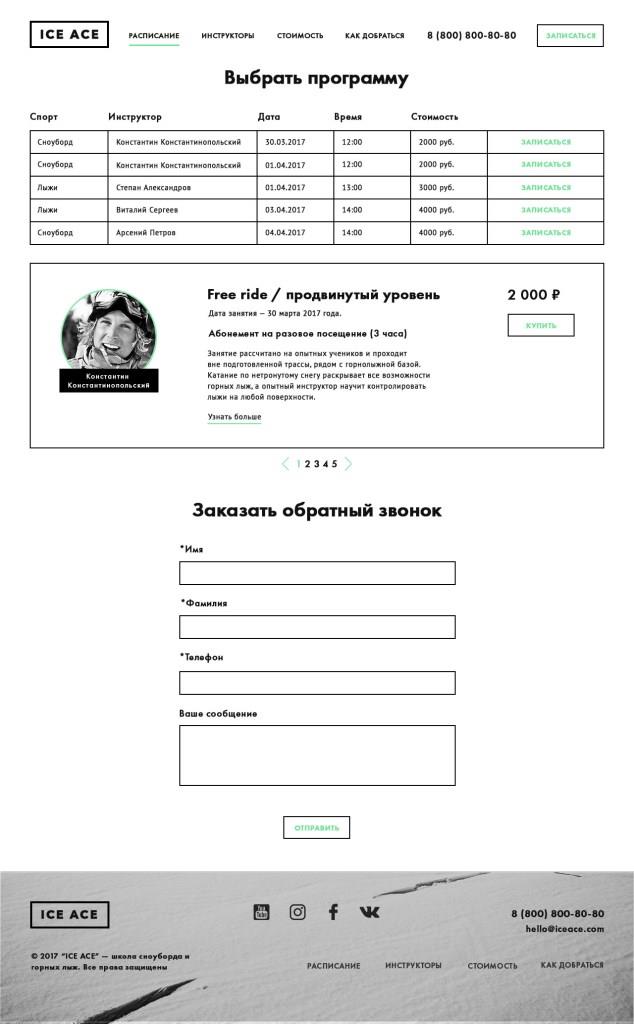 ICE ACE
РАСПИСАНИЕ ИНСТРУКТОРЫ СТОИМОСТЬ КАК ДОБРАТЬСЯ 8 (800) 800-80-80 ЗАПИСАТЬСЯ
Выбрать программу
Спорт Инструктор Дата Время Стоимость
Сноуборд Константин Константинопольский 30.03.2017 12:00 2000 руб. ЗАПИСАТЬСЯ
Сноуборд Константин Константинопольский 01.04.2017 12:00 2000 руб. ЗАПИСАТЬСЯ
Лыжи Степан Александров 01.04.2017 13:00 3000 руб. ЗАПИСАТЬСЯ
Лыжи Виталий Сергеев 03.04.2017 14:00 4000 руб. ЗАПИСАТЬСЯ
Сноуборд Арсений Петров 04.04.2017 14:00 4000 руб. ЗАПИСАТЬСЯ
Константин
Константинопольский
Free ride / продвинутый уровень
Дата занятия – 30 марта 2017 года.
Абонемент на разовое посещение (3 часа)
Занятие рассчитано на опытных учеников и проходит
вне подготовленной трассы, рядом с горнолыжной базой.
Катание по нетронутому снегу раскрывает все возможности
горных лыж, а опытный инструктор научит контролировать
лыжи на любой поверхности.
Узнать больше
2 000 ₽
КУПИТЬ
1 2 3 4 5
Заказать обратный звонок
*Имя
*Фамилия
*Телефон
Ваше сообщение
ОТПРАВИТЬ
ICE ACE
© 2017 “ICE ACE” — школа сноуборда и
горных лыж. Все права защищены
You
Tube
8 (800) 800-80-80
hello@iceace.com
РАСПИСАНИЕ ИНСТРУКТОРЫ СТОИМОСТЬ КАК ДОБРАТЬСЯ